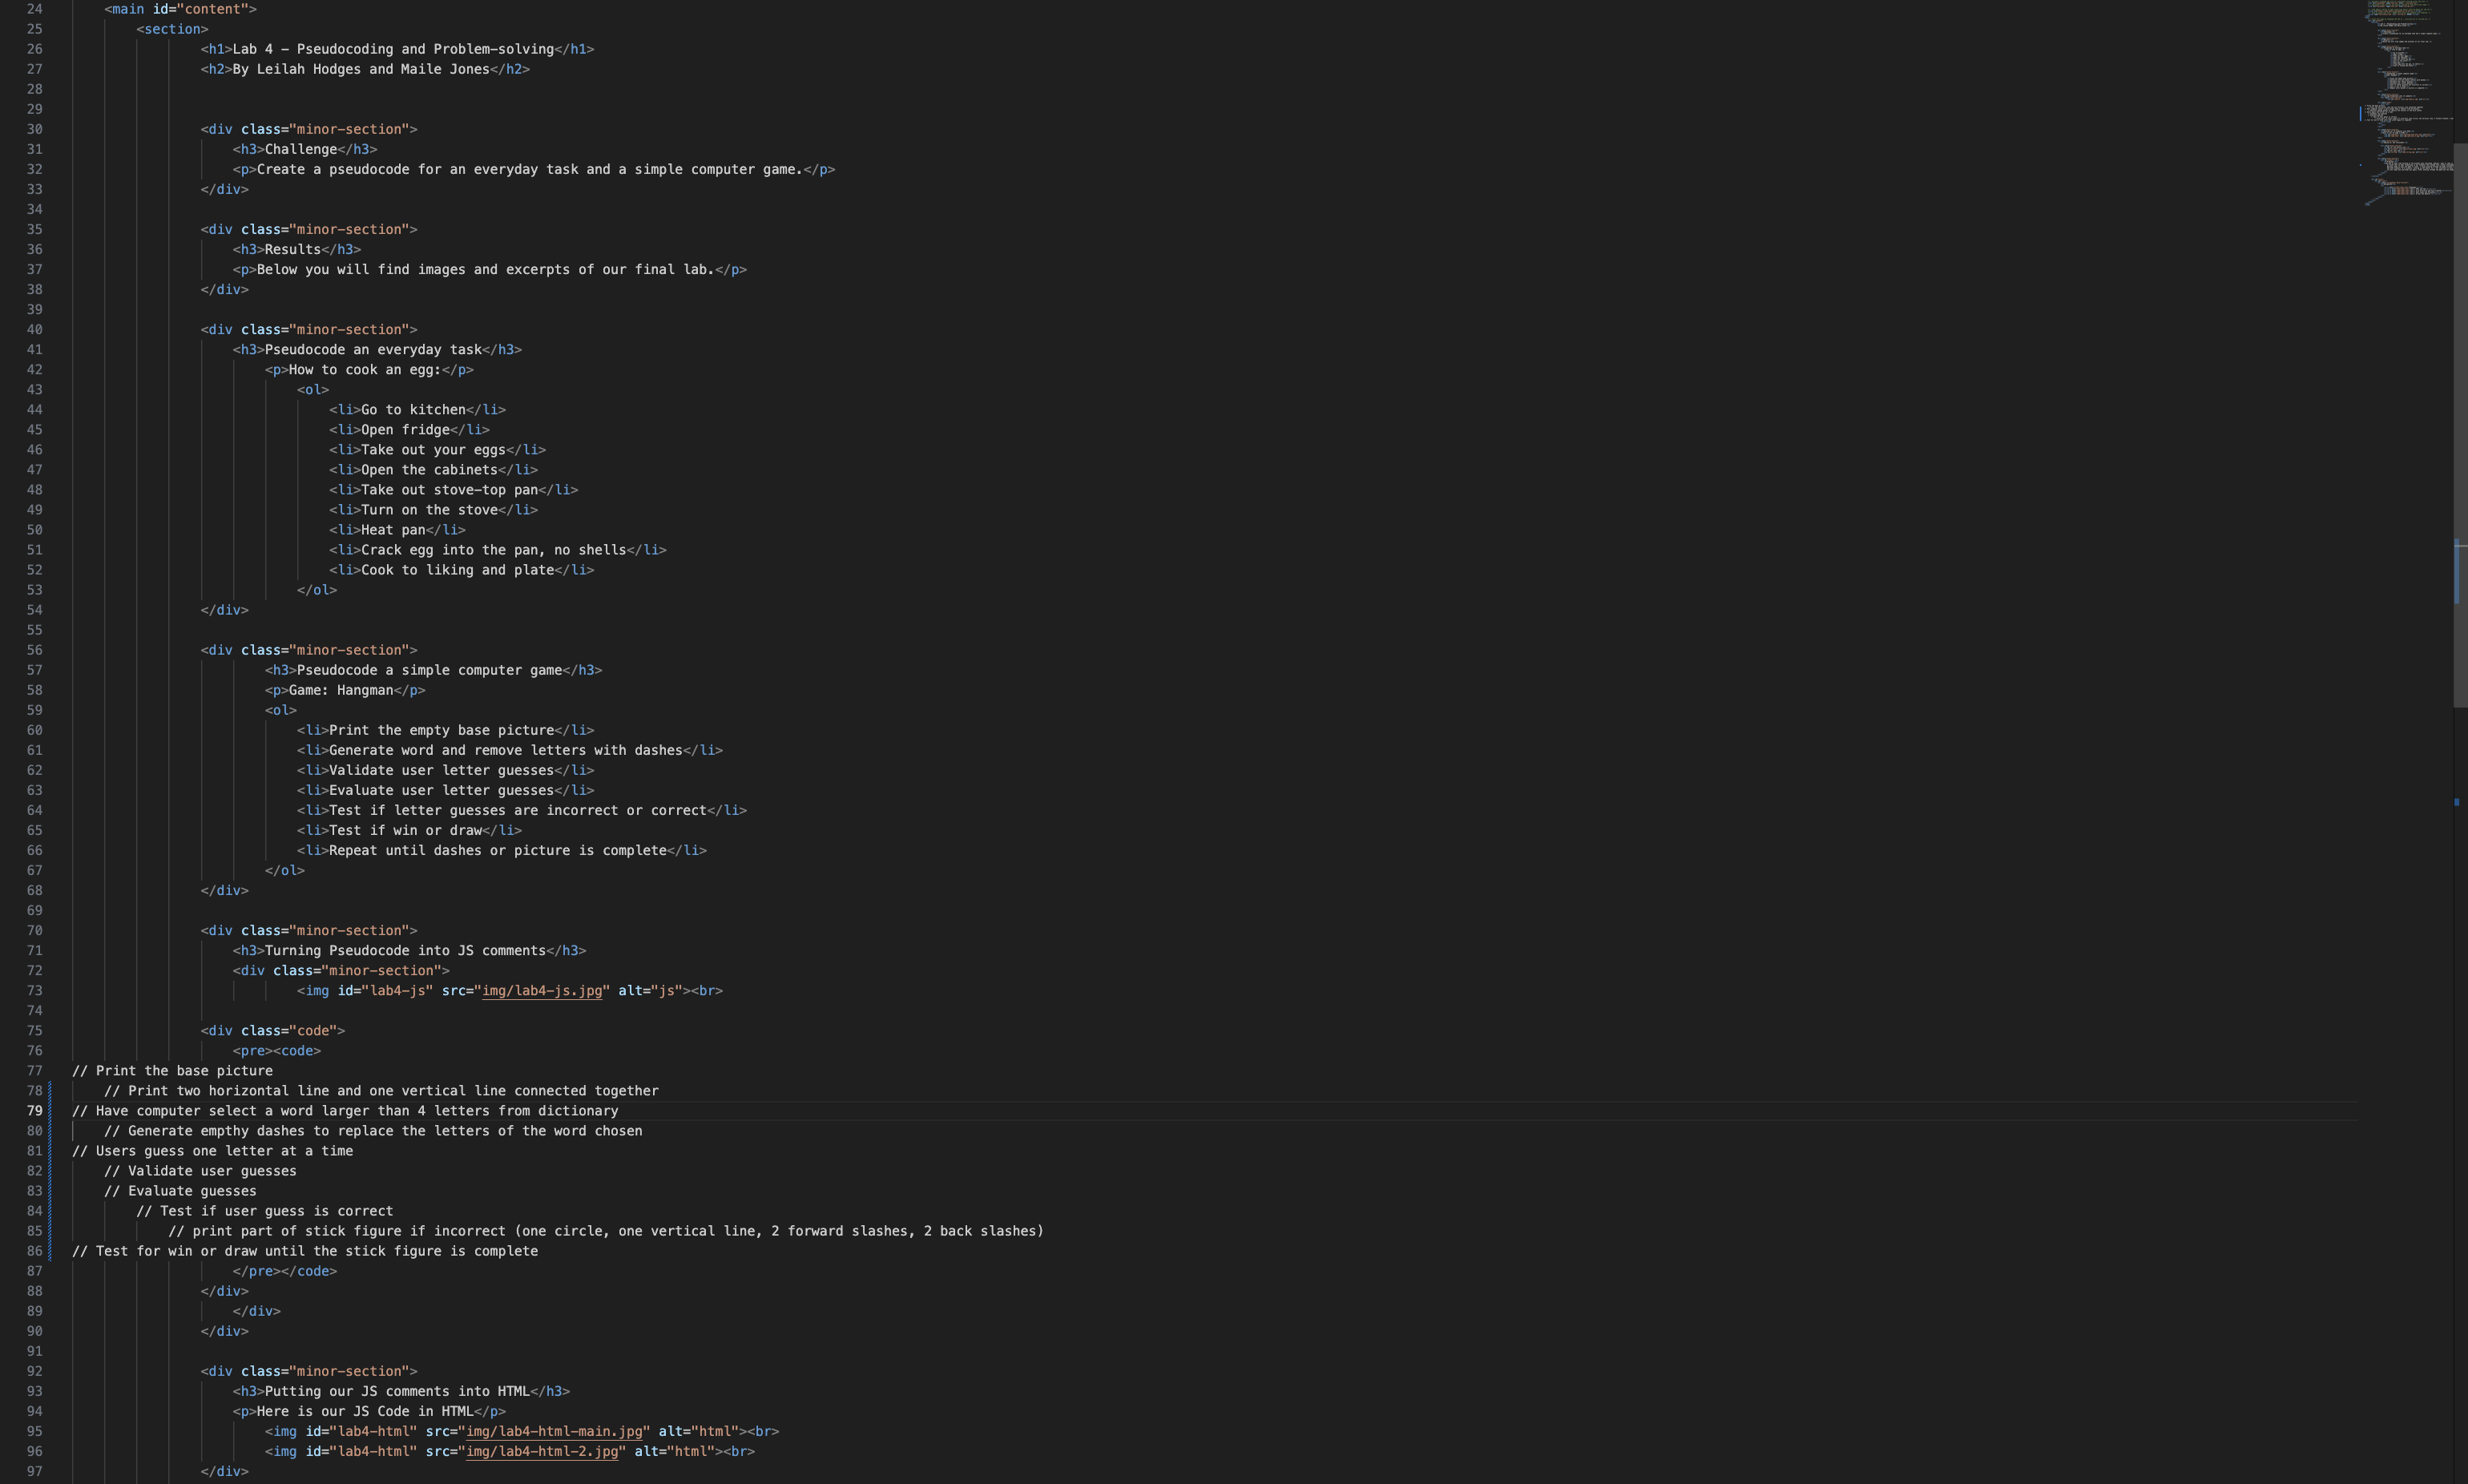 24 <main id="content">
25 <section>
26 <h1>Lab 4 - Pseudocoding and Problem-solving</h1>
27 <h2>By Leilah Hodges and Maile Jones</h2>
28
29
30 <div class="minor-section">
31 <h3>Challenge</h3>
32 <p>Create a pseudocode for an everyday task and a simple computer game.</p>
33 </div>
34
35 <div class="minor-section">
36 <h3>Results</h3>
37 <p>Below you will find images and excerpts of our final lab.</p>
38 </div>
39
40 <div class="minor-section">
41 <h3>Pseudocode an everyday task</h3>
42 <p>How to cook an egg:</p>
43 <ol>
44 <li>Go to kitchen</li>
45 <li>Open fridge</li>
46 <li>Take out your eggs</li>
47 <li>Open the cabinets</li>
48 <li>Take out stove-top pan</li>
49 <li>Turn on the stove</li>
50 <li>Heat pan</li>
51 <li>Crack egg into the pan, no shells</li>
52 <li>Cook to liking and plate</li>
53 </ol>
54 </div>
55
56 <div class="minor-section">
57 <h3>Pseudocode a simple computer game</h3>
58 <p>Game: Hangman</p>
59 <ol>
60 <li>Print the empty base picture</li>
61 <li>Generate word and remove letters with dashes</li>
62 <li>Validate user letter guesses</li>
63 <li>Evaluate user letter guesses</li>
64 <li>Test if letter guesses are incorrect or correct</li>
65 <li>Test if win or draw</li>
66 <li>Repeat until dashes or picture is complete</li>
67 </ol>
68 </div>
69
70 <div class="minor-section">
71 <h3>Turning Pseudocode into JS comments</h3>
72 <div class="minor-section">
73 <img id="lab4-js" src="img/lab4-js.jpg" alt="js"><br>
74
75 <div class="code">
76 <pre><code>
77 // Print the base picture
78 // Print two horizontal line and one vertical line connected together
79 // Have computer select a word larger than 4 letters from dictionary
80 // Generate empthy dashes to replace the letters of the word chosen
81 // Users guess one letter at a time
82 // Validate user guesses
83 // Evaluate guesses
84 // Test if user guess is correct
85 // print part of stick figure if incorrect (one circle, one vertical line, 2 forward slashes, 2 back slashes)
86 // Test for win or draw until the stick figure is complete
87 </pre></code>
88 </div>
89 </div>
90 </div>
91
92 <div class="minor-section">
93 <h3>Putting our JS comments into HTML</h3>
94 <p>Here is our JS Code in HTML</p>
95 <img id="lab4-html" src="img/lab4-html-main.jpg" alt="html"><br>
96 <img id="lab4-html" src="img/lab4-html-2.jpg" alt="html"><br>
97 </div>